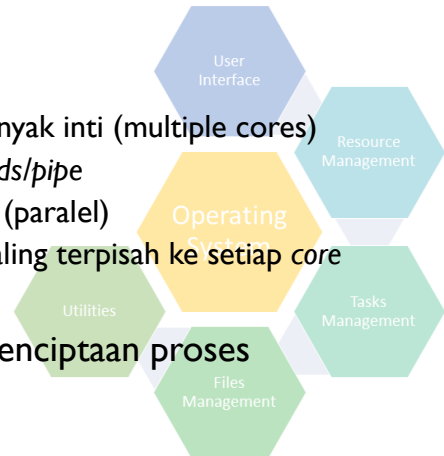 User
Interface
nyak inti (multiple cores)
ds/pipe
(paralel)
aling terpisah ke setiap core
enciptaan proses
Resource
Management
Operating
System
Utilities
Tasks
Management
Files
Management